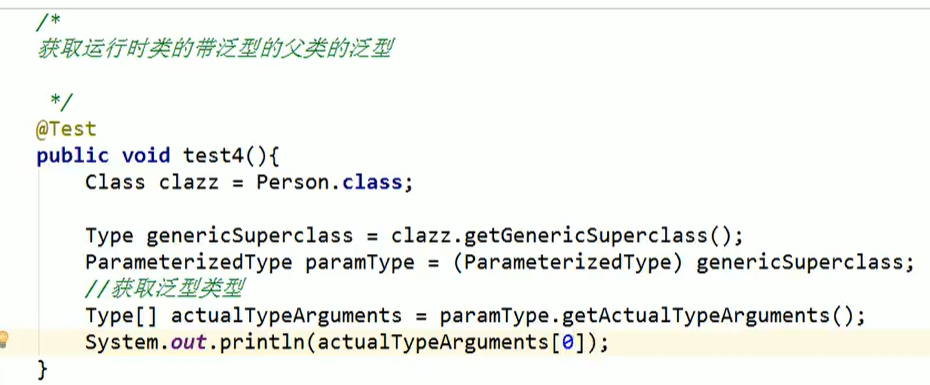 /*
获取运行时类的带泛型的父类的泛型
*/
@Test
public void test4(){
Class clazz = Person.class;
Type genericSuperclass = clazz.getGenericSuperclass();
ParameterizedType paramType = (ParameterizedType) genericSuperclass;
//获取泛型类型
Type[] actualTypeArguments = paramType.getActualTypeArguments();
System.out.println(actualTypeArguments[0]);
}